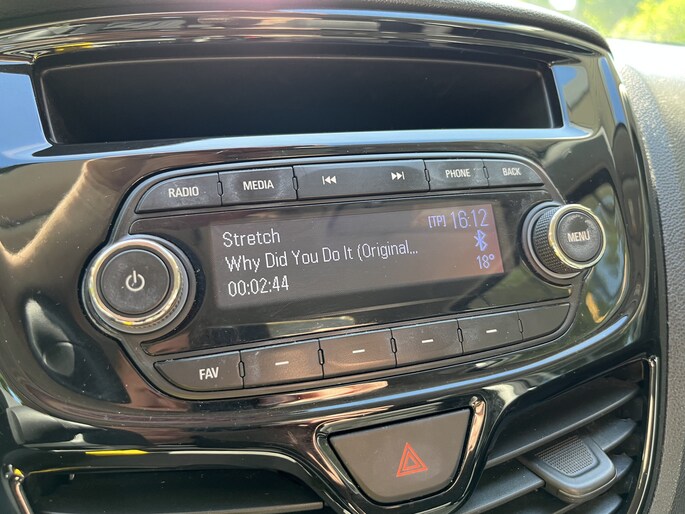 RADIO MEDIA PHONE BACK
[TP] 16:12
Stretch
Why Did You Do It (Original...
18°
00:02:44
MENU
FAV